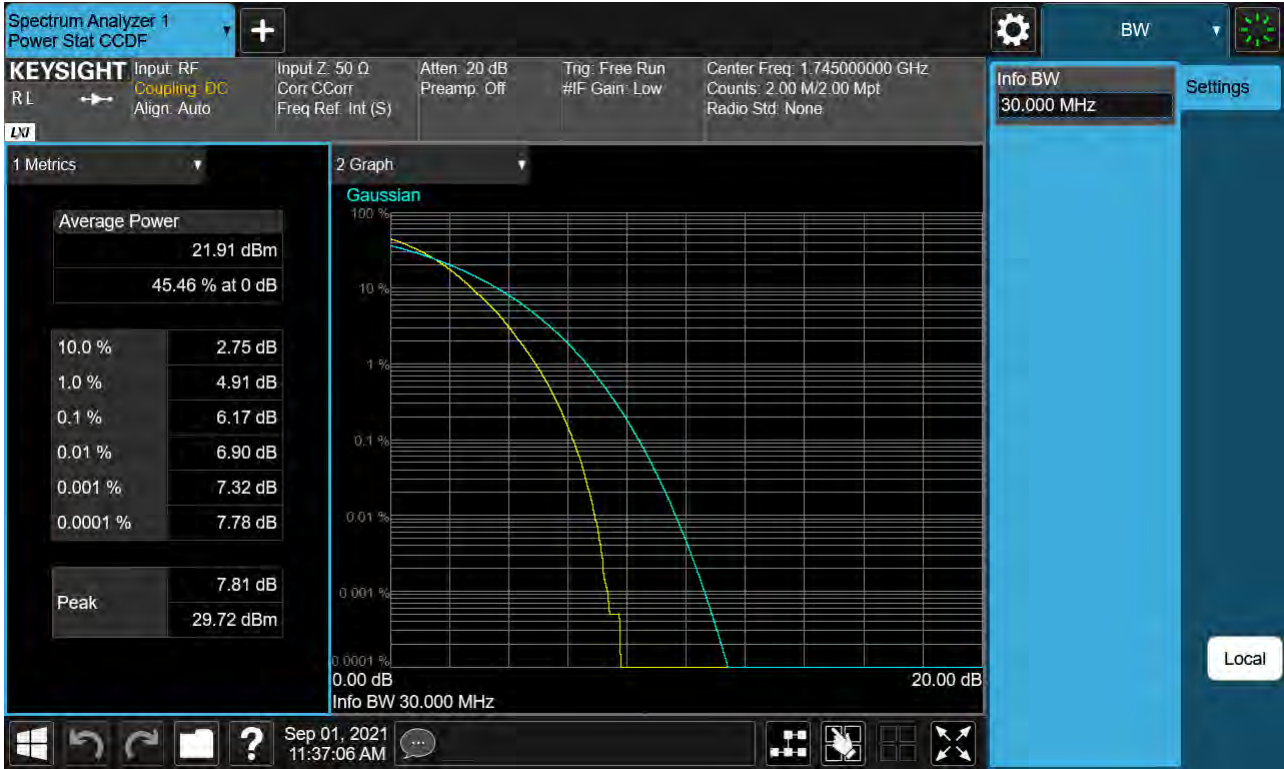 Spectrum Analyzer 1
Power Stat CCDF
BW
KEYSIGHT
R L
LXI
Input: RF
Coupling: DC
Align: Auto
Input Z: 50 Ω
Corr CCorr
Freq Ref: Int (S)
Atten: 20 dB
Preamp: Off
Trig: Free Run
#IF Gain: Low
Center Freq: 1.745000000 GHz
Counts: 2.00 M/2.00 Mpt
Radio Std: None
Info BW
30.000 MHz
Settings
1 Metrics
Average Power
21.91 dBm
45.46 % at 0 dB
10.0 % 2.75 dB
1.0 % 4.91 dB
0.1 % 6.17 dB
0.01 % 6.90 dB
0.001 % 7.32 dB
0.0001 % 7.78 dB
Peak
7.81 dB
29.72 dBm
2 Graph
Gaussian
100 %
10 %
1 %
0.1 %
0.01 %
0.001 %
0.0001 %
0.00 dB 20.00 dB
Info BW 30.000 MHz
Local
?
Sep 01, 2021
11:37:06 AM